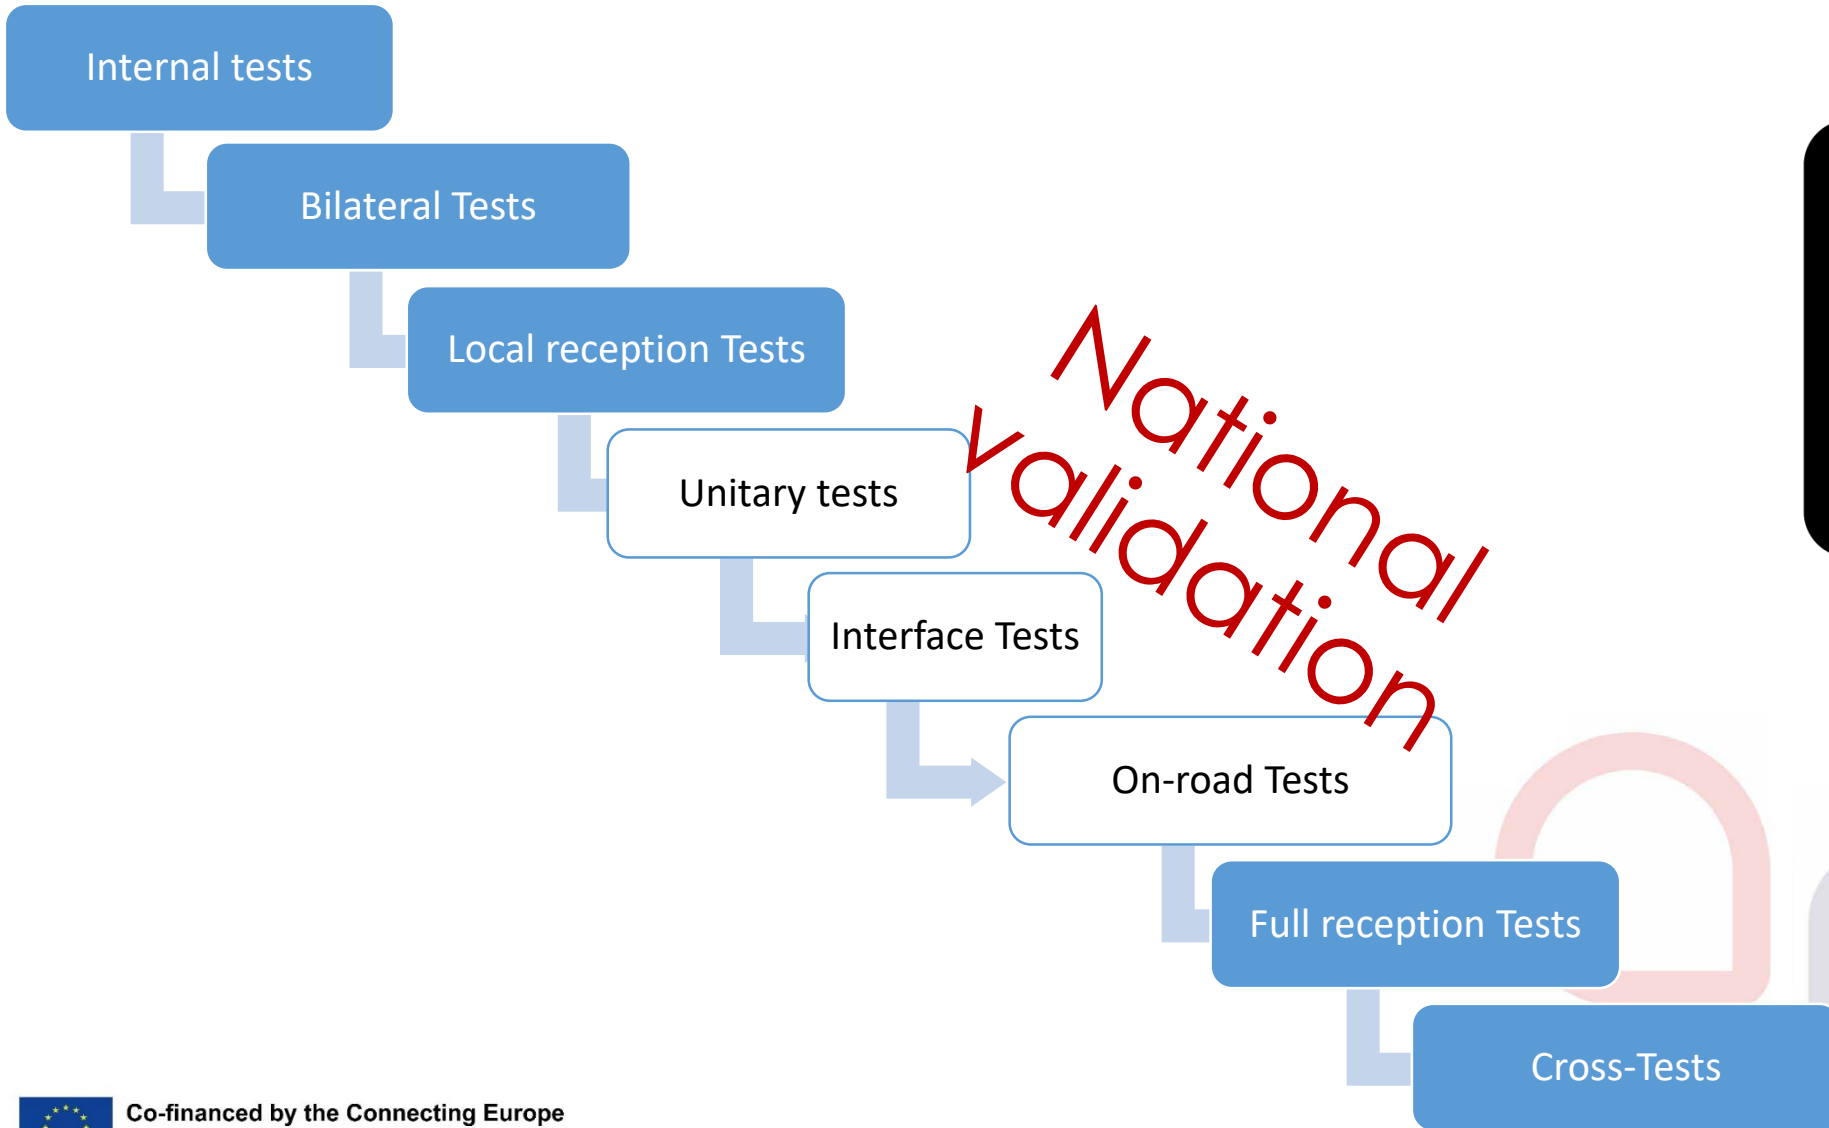 Internal tests
Bilateral Tests
Local reception Tests
National
validation
Unitary tests
Interface Tests
On-road Tests
Full reception Tests
Cross-Tests
Co-financed by the Connecting Europe